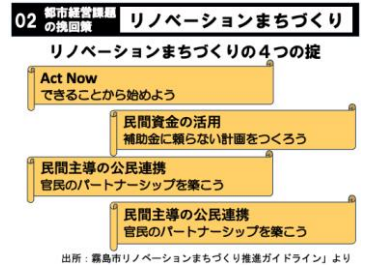 02 都市経営課題の挽回策 リノベーションまちづくり
リノベーションまちづくりの4つの掟
Act Now
できることから始めよう
民間資金の活用
補助金に頼らない計画をつくろう
民間主導の公民連携
官民のパートナーシップを築こう
民間主導の公民連携
官民のパートナーシップを築こう
出所：霧島市リノベーションまちづくり推進ガイドライン」より